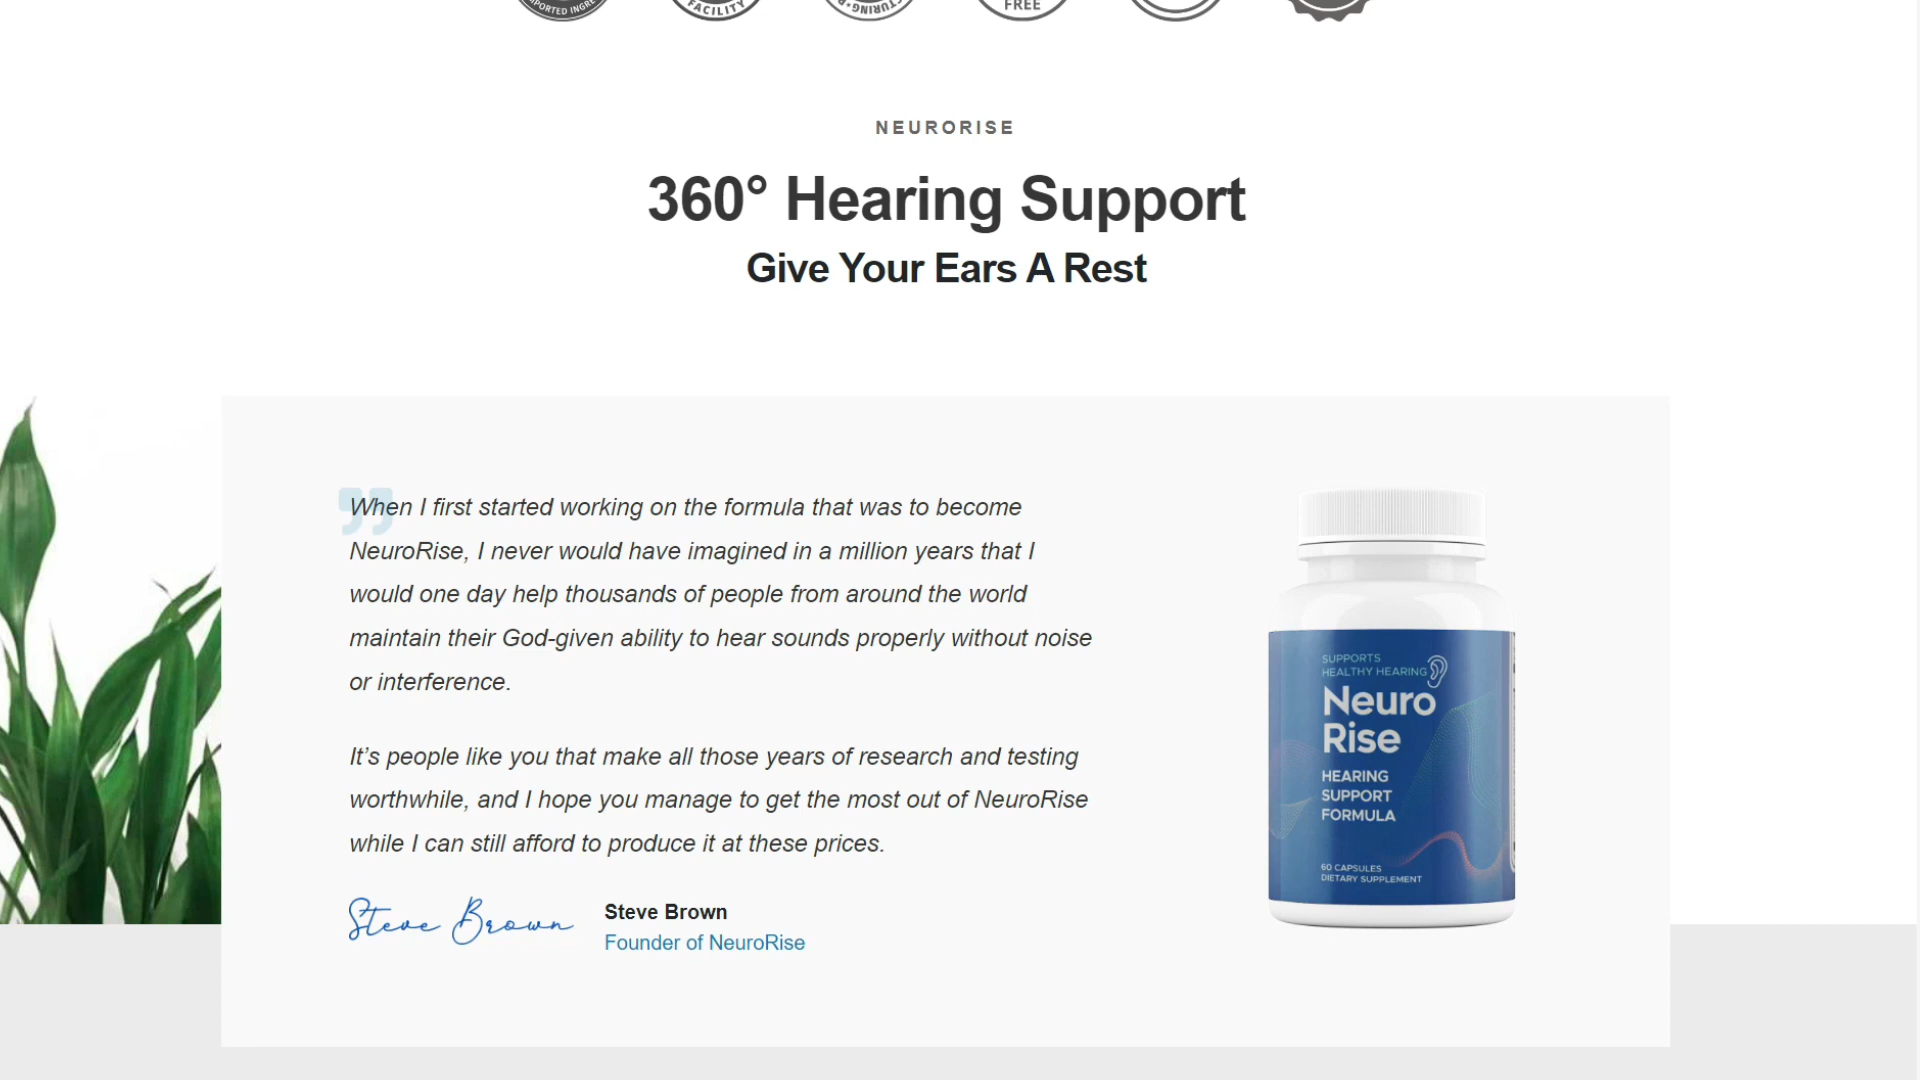 FACILITY
FREE
NEURORISE
360° Hearing Support
Give Your Ears A Rest
When I first started working on the formula that was to become
NeuroRise, I never would have imagined in a million years that I
would one day help thousands of people from around the world
maintain their God-given ability to hear sounds properly without noise
or interference.
It’s people like you that make all those years of research and testing
worthwhile, and I hope you manage to get the most out of NeuroRise
while I can still afford to produce it at these prices.
Steve Brown
Steve Brown
Founder of NeuroRise
SUPPORTS
HEALTHY HEARING
Neuro
Rise
HEARING
SUPPORT
FORMULA
60 CAPSULES
DIETARY SUPPLEMENT